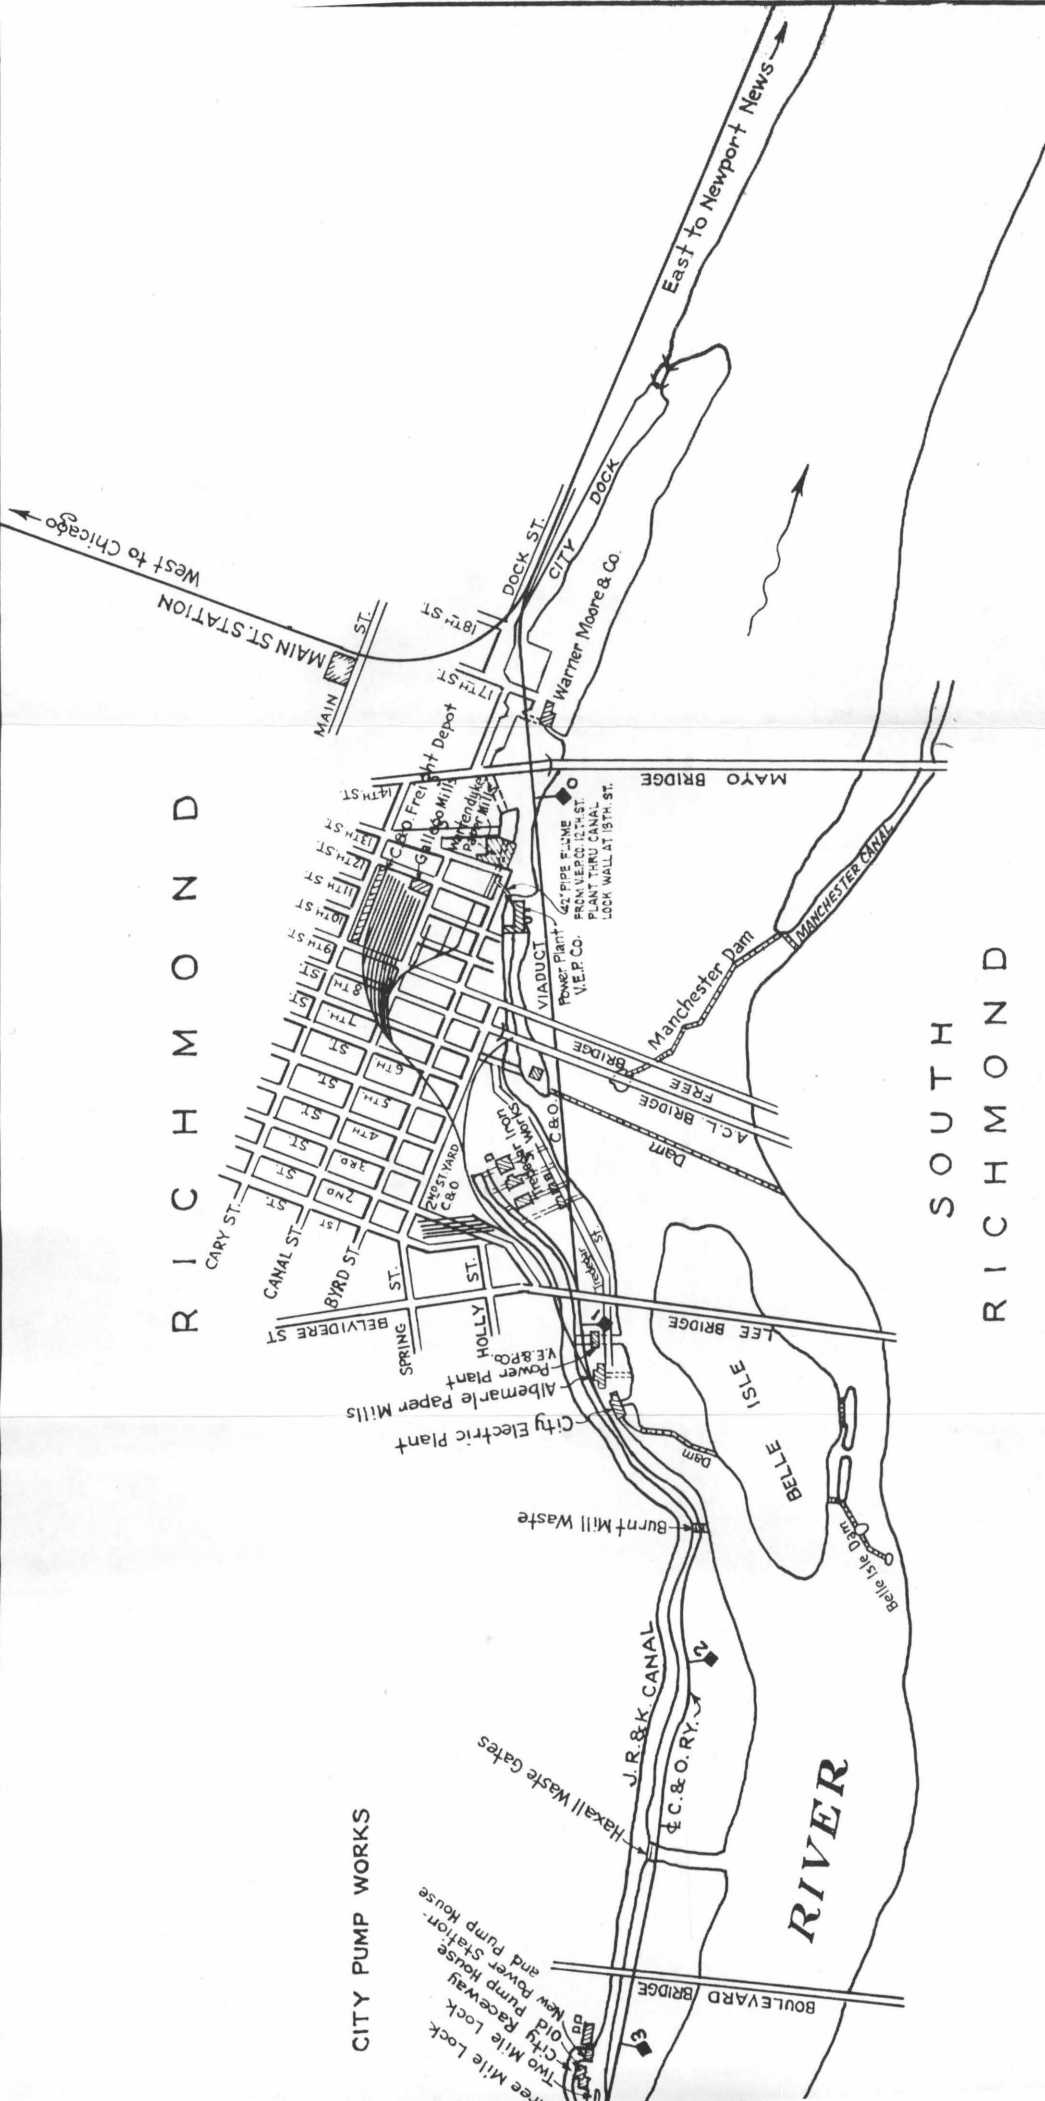 East to Newport News
West to Chicago
MAIN ST. STATION
MAIN ST.
18TH ST.
17TH ST.
DOCK ST.
CITY DOCK
Warner Moore & Co.
14TH ST.
13TH ST.
12TH ST.
11TH ST.
10TH ST.
9TH ST.
8TH ST.
7TH. ST.
6TH ST.
5TH. ST.
4TH ST.
3RD. ST.
2ND ST.
1ST
C.&O. Freight Depot
Gallego Mills
Paper Mills
MAYO BRIDGE
0
42" PIPE FLUME
FROM V.E.P.CO. 12TH. ST.
PLANT THRU CANAL
LOCK WALL AT 13TH. ST.
Power Plant
V.E.P. Co.
C.&O. VIADUCT
RICHMOND
Manchester Dam
MANCHESTER CANAL
FREE BRIDGE
A.C.L. BRIDGE
Dam
SOUTH
RICHMOND
2ND ST. YARD
C&O
Tredegar Iron
Works
Tredegar St.
CARY ST.
CANAL ST.
BYRD ST.
BELVIDERE ST
SPRING ST.
HOLLY ST.
LEE BRIDGE
1
V.E.&P.Co.
Power Plant
Albemarle Paper Mills
City Electric Plant
Dam
BELLE ISLE
Belle Isle Dam
Burnt Mill Waste
2
J.R.&K. CANAL
℄ C.&O.RY.
Haxall Waste Gates
RIVER
CITY PUMP WORKS
BOULEVARD BRIDGE
New Power Station-
and Pump House
Old Pump House
City Raceway
Two Mile Lock
Mile Lock
3